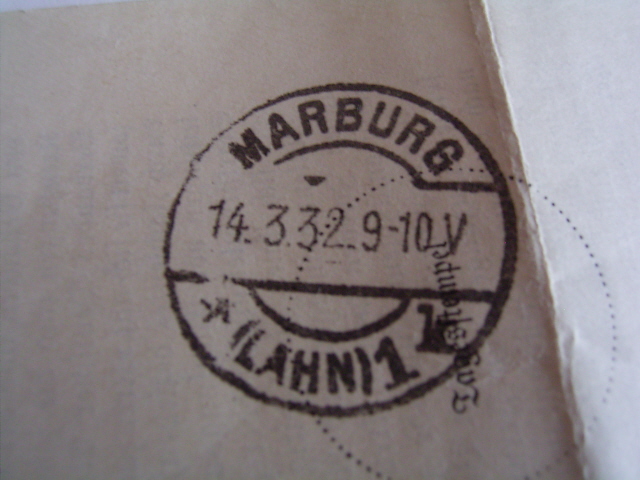 MARBURG
14.3.32.9-10V
* (LAHN) 1